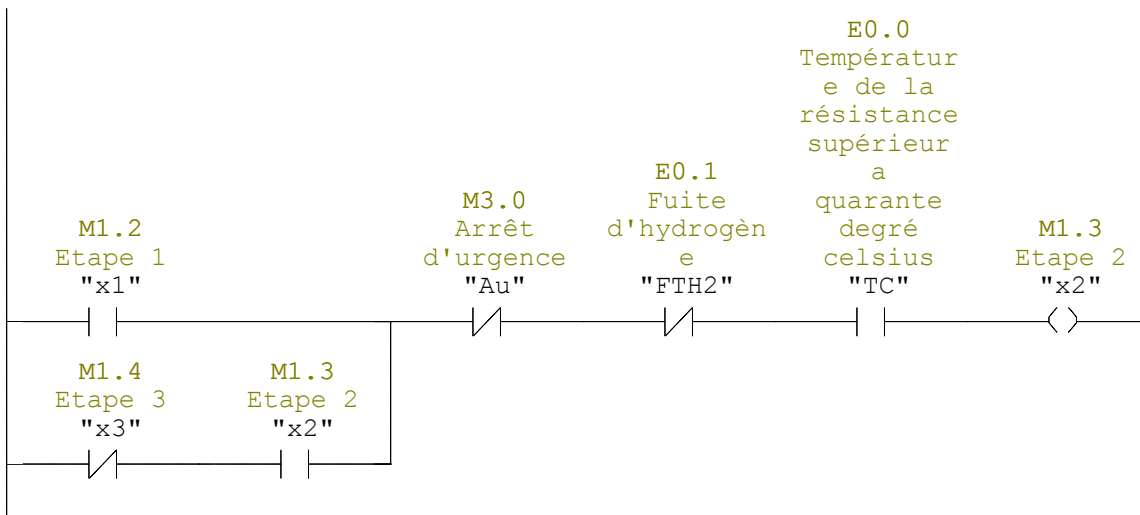 E0.0
Températur
e de la
résistance
supérieur
a
quarante
degré
celsius
"TC"
E0.1
Fuite
d'hydrogèn
e
"FTH2"
M3.0
Arrêt
d'urgence
"Au"
M1.2
Etape 1
"x1"
M1.3
Etape 2
"x2"
M1.4
Etape 3
"x3"
M1.3
Etape 2
"x2"